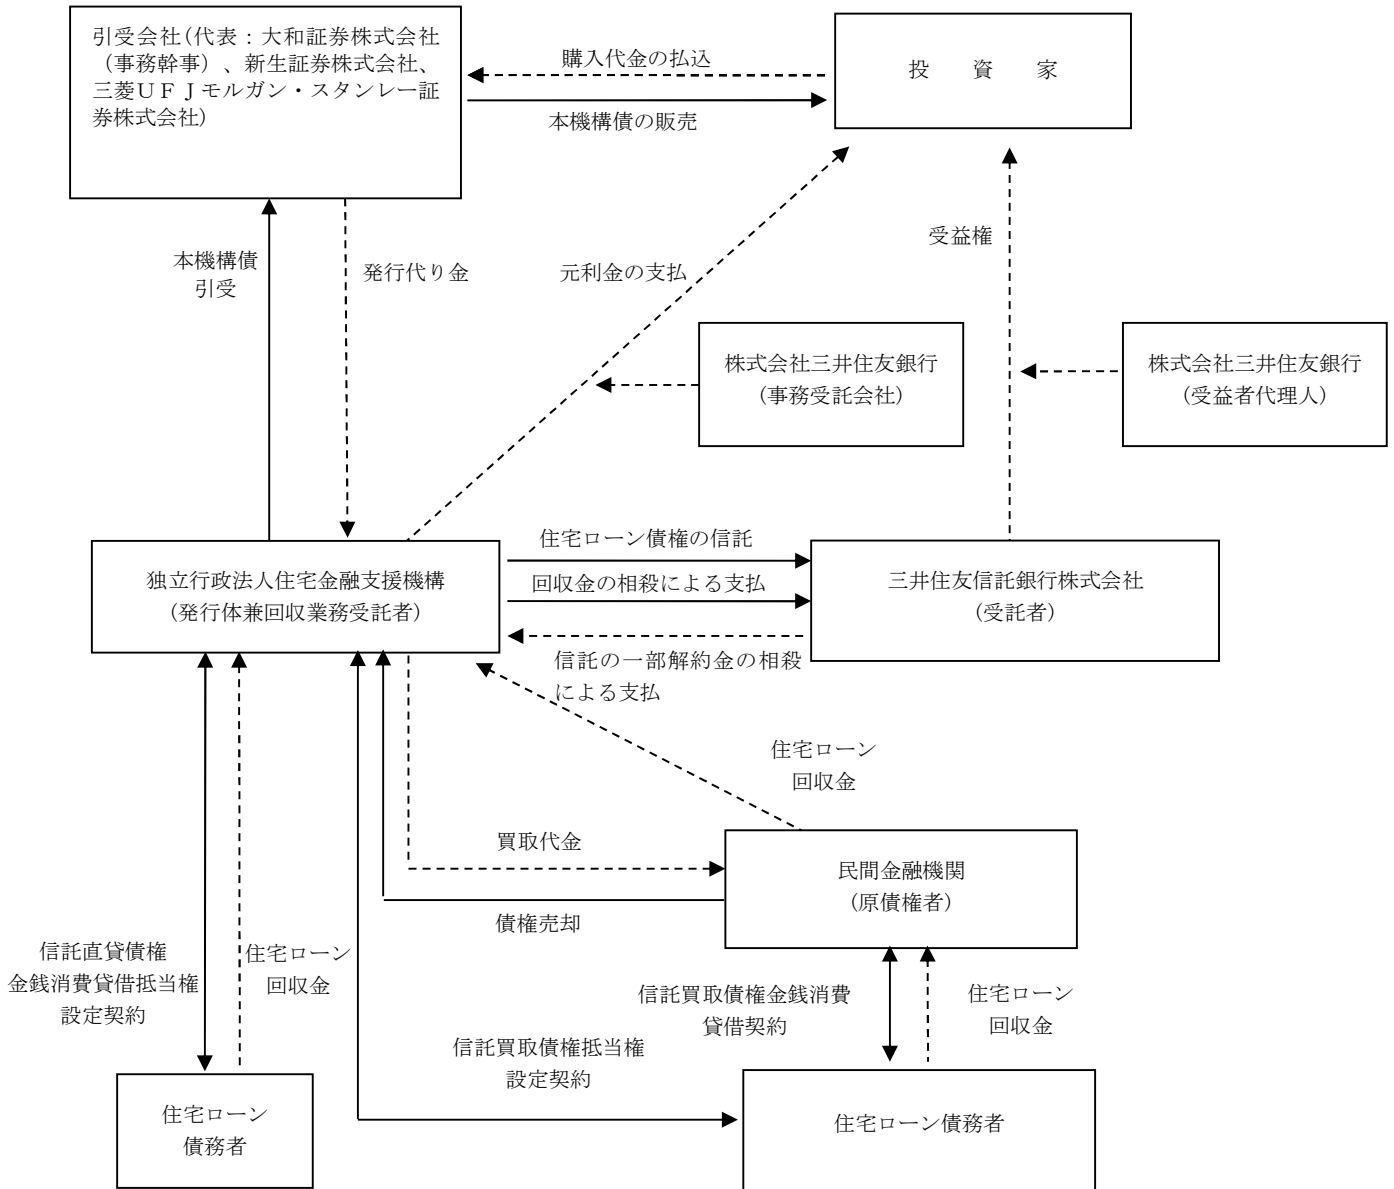 引受会社(代表：大和証券株式会社
（事務幹事）、新生証券株式会社、
三菱ＵＦＪモルガン・スタンレー証
券株式会社)
購入代金の払込
本機構債の販売
投　資　家
本機構債
引受
発行代り金
元利金の支払
受益権
株式会社三井住友銀行
（事務受託会社）
株式会社三井住友銀行
（受益者代理人）
住宅ローン債権の信託
回収金の相殺による支払
独立行政法人住宅金融支援機構
（発行体兼回収業務受託者）
三井住友信託銀行株式会社
（受託者）
信託の一部解約金の相殺
による支払
住宅ローン
回収金
買取代金
民間金融機関
（原債権者）
債権売却
信託直貸債権
金銭消費貸借抵当権
設定契約
住宅ローン
回収金
信託買取債権金銭消費
貸借契約
住宅ローン
回収金
信託買取債権抵当権
設定契約
住宅ローン
債務者
住宅ローン債務者